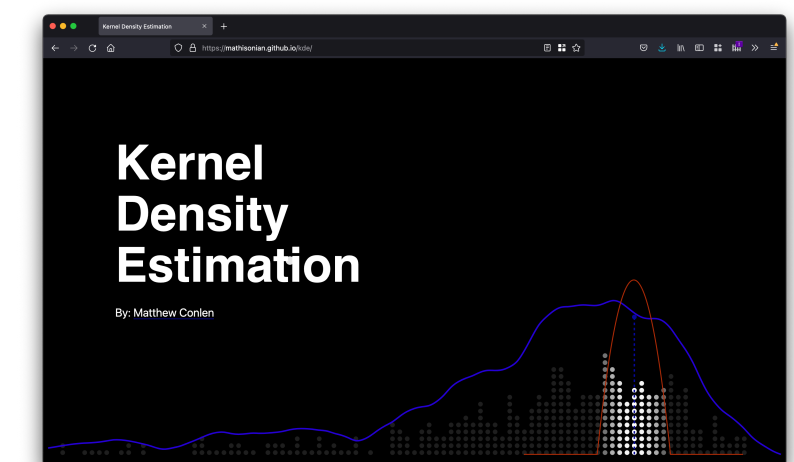 Kernel Density Estimation
https://mathisonian.github.io/kde/
Kernel
Density
Estimation
By: Matthew Conlen